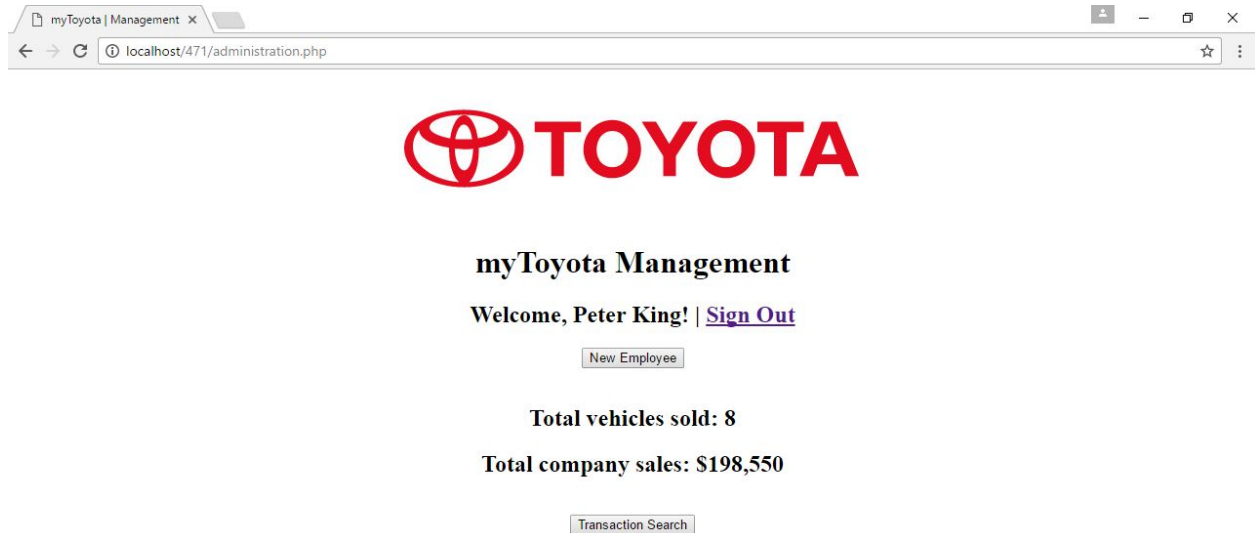 myToyota | Management
localhost/471/administration.php
TOYOTA
myToyota Management
Welcome, Peter King! | Sign Out
New Employee
Total vehicles sold: 8
Total company sales: $198,550
Transaction Search